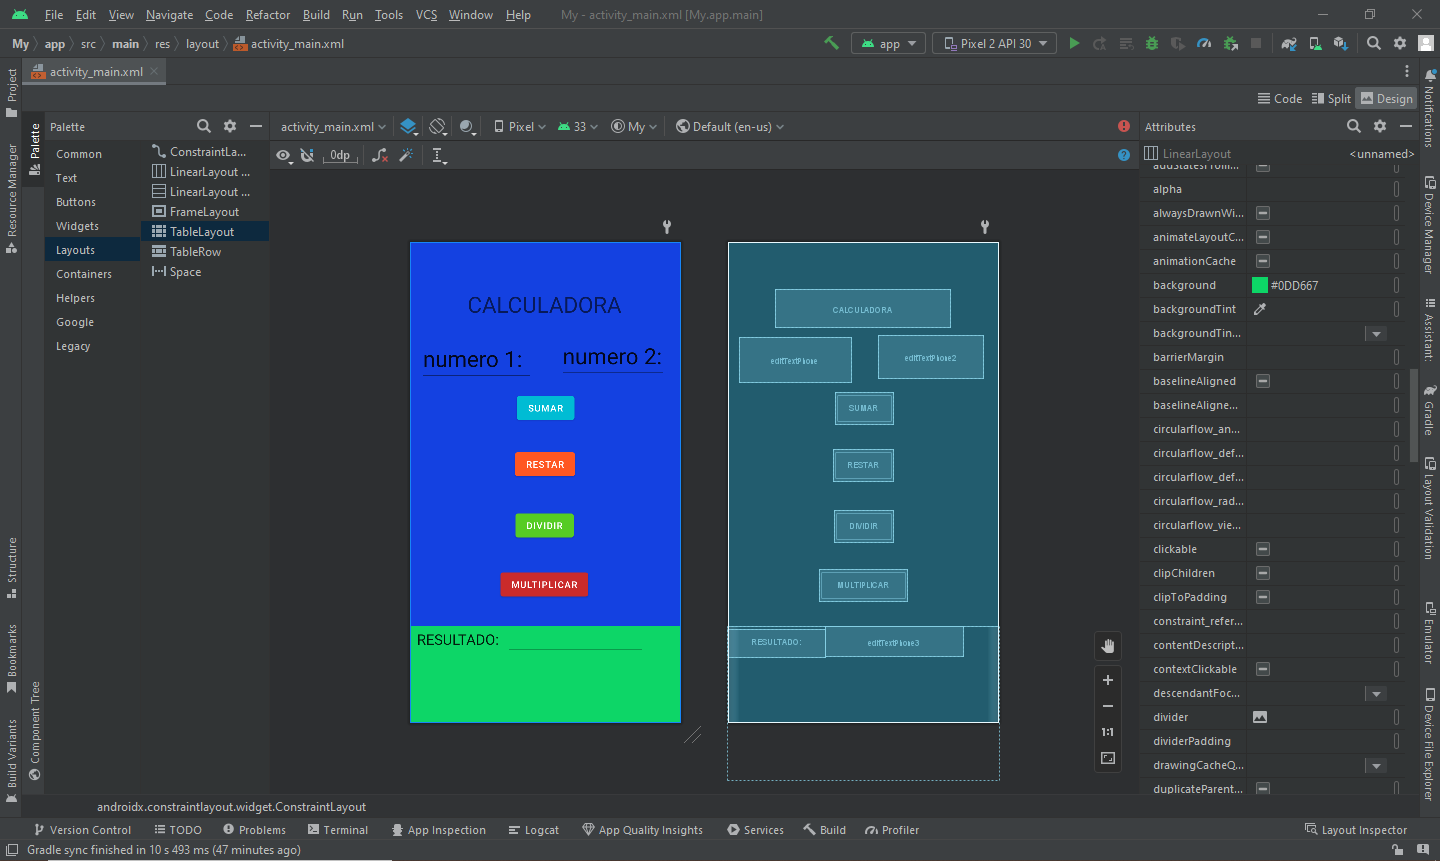 File Edit View Navigate Code Refactor Build Run Tools VCS Window Help My - activity_main.xml [My.app.main]
My app src main res layout activity_main.xml app Pixel 2 API 30
activity_main.xml
Code Split Design
Project
Resource Manager
Structure
Bookmarks
Build Variants
Palette
Component Tree
Palette
Common
Text
Buttons
Widgets
Layouts
Containers
Helpers
Google
Legacy
ConstraintLa...
LinearLayout ...
LinearLayout ...
FrameLayout
TableLayout
TableRow
Space
activity_main.xml Pixel 33 My Default (en-us)
0dp
CALCULADORA
numero 1: numero 2:
SUMAR
RESTAR
DIVIDIR
MULTIPLICAR
RESULTADO:
CALCULADORA
editTextPhone editTextPhone2
SUMAR
RESTAR
DIVIDIR
MULTIPLICAR
RESULTADO: editTextPhone3
1:1
Attributes
LinearLayout <unnamed>
addStatesFrom...
alpha
alwaysDrawnWi...
animateLayoutC...
animationCache
background #0DD667
backgroundTint
backgroundTin...
barrierMargin
baselineAligned
baselineAligne...
circularflow_an...
circularflow_def...
circularflow_def...
circularflow_rad...
circularflow_vie...
clickable
clipChildren
clipToPadding
constraint_refer...
contentDescript...
contextClickable
descendantFoc...
divider
dividerPadding
drawingCacheQ...
duplicateParent...
Notifications
Device Manager
Assistant
Gradle
Layout Validation
Emulator
Device File Explorer
androidx.constraintlayout.widget.ConstraintLayout
Version Control TODO Problems Terminal App Inspection Logcat App Quality Insights Services Build Profiler Layout Inspector
Gradle sync finished in 10 s 493 ms (47 minutes ago)